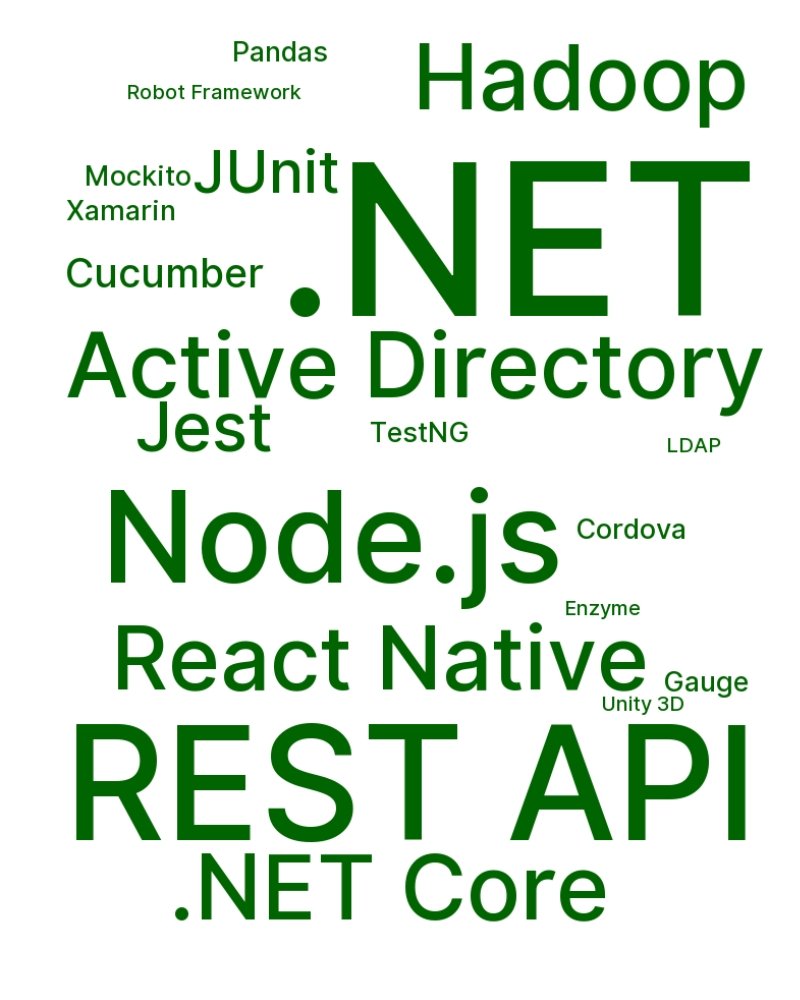 Pandas
Hadoop
Robot Framework
JUnit
Mockito
.NET
Xamarin
Cucumber
Active Directory
Jest
TestNG
LDAP
Node.js
Cordova
Enzyme
React Native
Gauge
Unity 3D
REST API
.NET Core